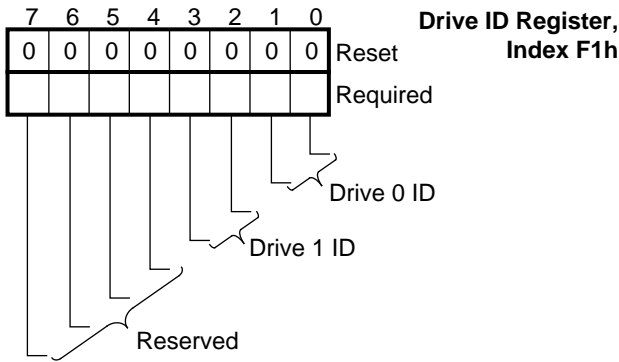 7 6 5 4 3 2 1 0
Drive ID Register,
Index F1h
0 0 0 0 0 0 0 0 Reset
Required
Drive 0 ID
Drive 1 ID
Reserved